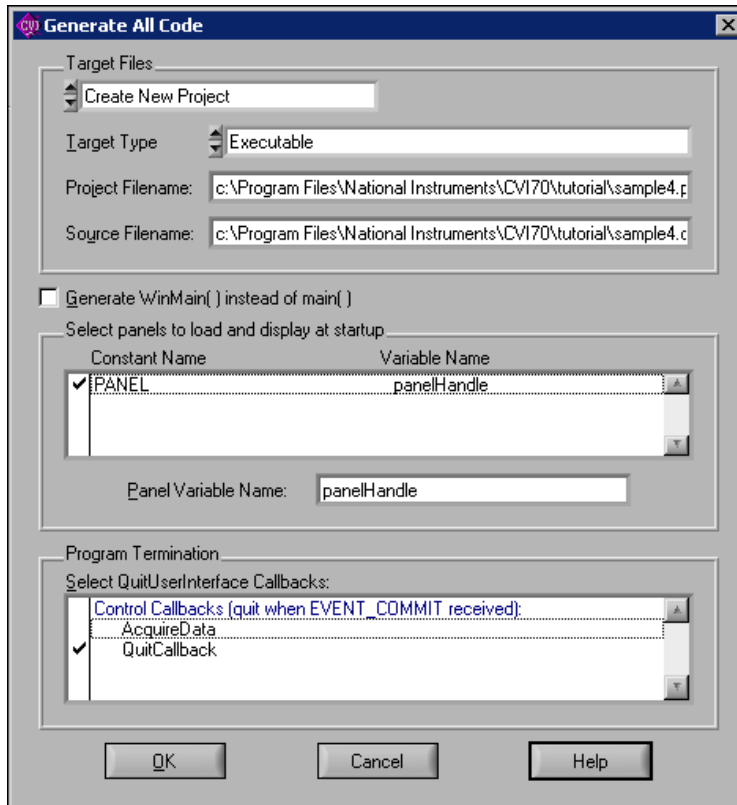 CVI Generate All Code
Target Files
Create New Project
Target Type Executable
Project Filename: c:\Program Files\National Instruments\CVI70\tutorial\sample4.p
Source Filename: c:\Program Files\National Instruments\CVI70\tutorial\sample4.c
Generate WinMain( ) instead of main( )
Select panels to load and display at startup
Constant Name Variable Name
PANEL panelHandle
Panel Variable Name: panelHandle
Program Termination
Select QuitUserInterface Callbacks:
Control Callbacks (quit when EVENT_COMMIT received):
AcquireData
QuitCallback
OK Cancel Help